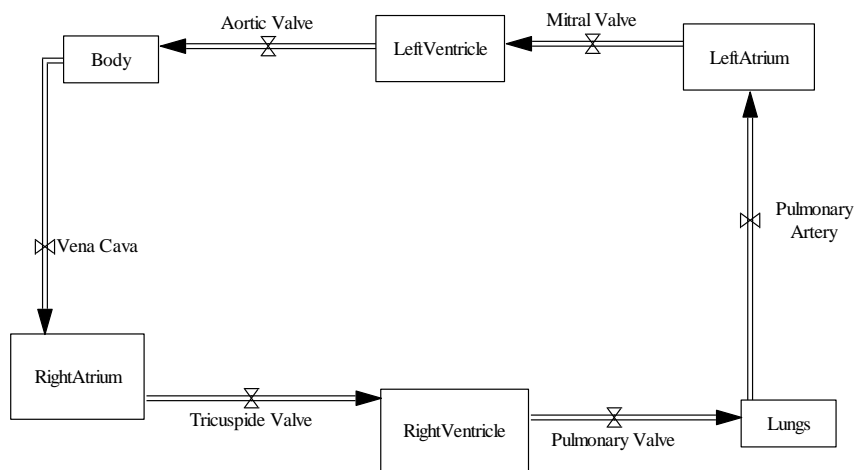 Aortic Valve
Mitral Valve
Body
LeftVentricle
LeftAtrium
Pulmonary
Artery
Vena Cava
RightAtrium
Tricuspide Valve
RightVentricle
Pulmonary Valve
Lungs